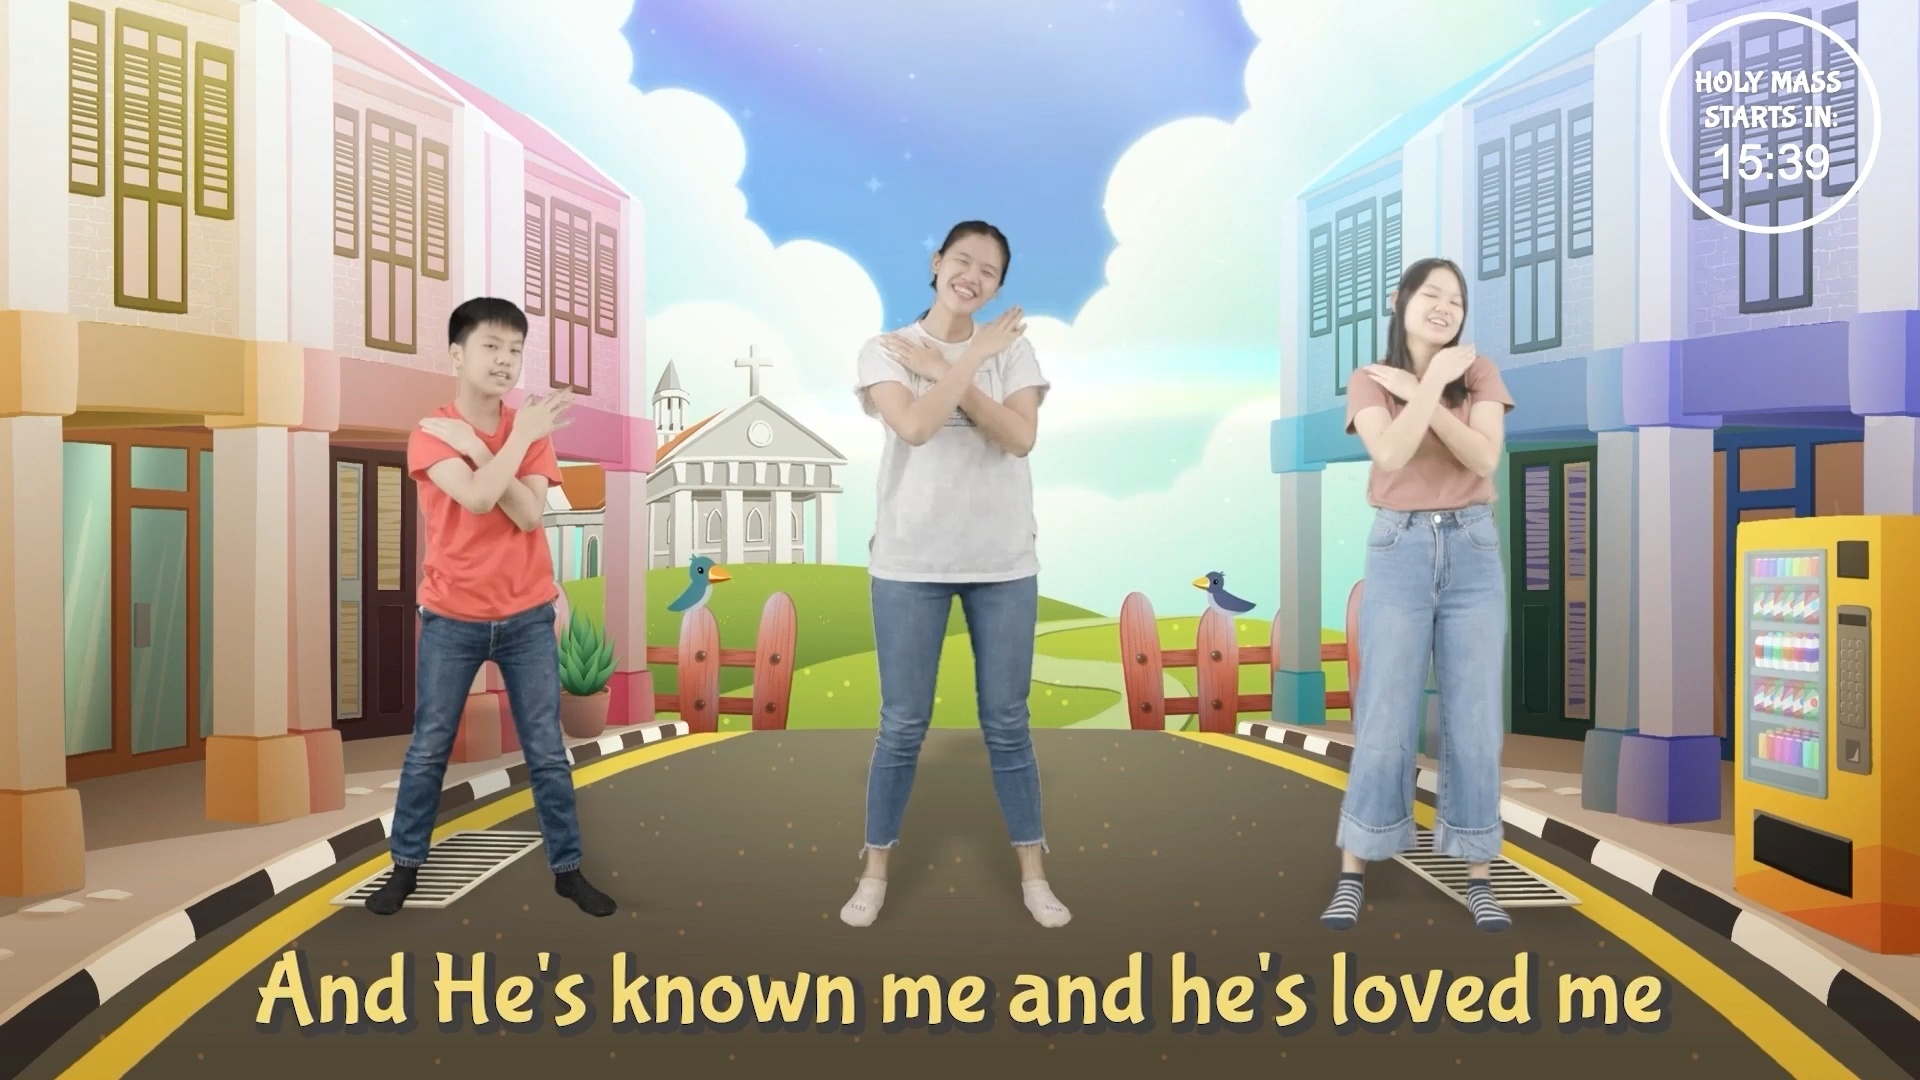 HOLY MASS
STARTS IN:
15:39
And He's known me and he's loved me